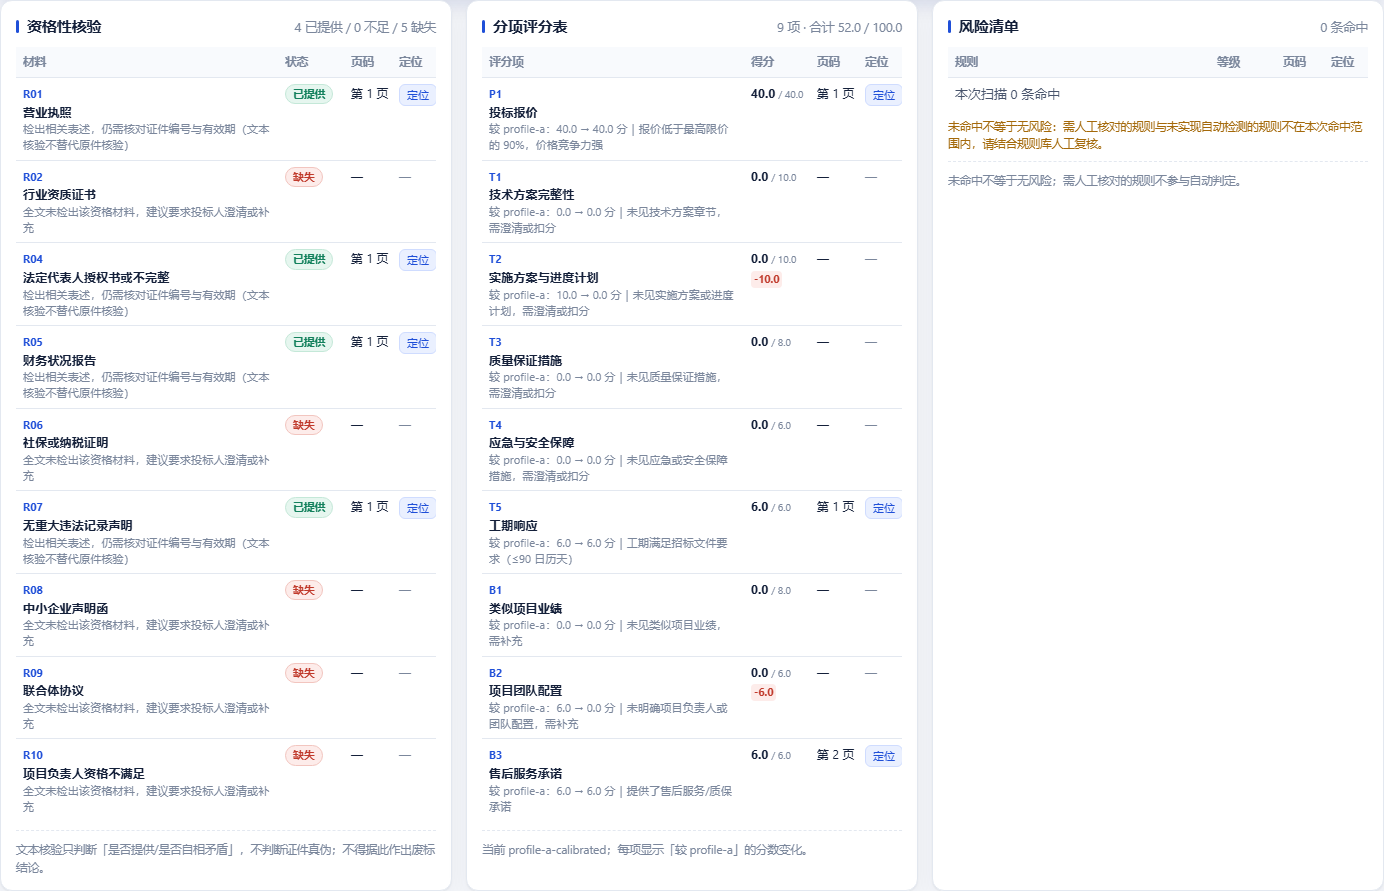 资格性核验
4 已提供 / 0 不足 / 5 缺失
材料 状态 页码 定位
R01 已提供 第 1 页 定位
营业执照
检出相关表述，仍需核对证件编号与有效期（文本
核验不替代原件核验）
R02 缺失 — —
行业资质证书
全文未检出该资格材料，建议要求投标人澄清或补
充
R04 已提供 第 1 页 定位
法定代表人授权书或不完整
检出相关表述，仍需核对证件编号与有效期（文本
核验不替代原件核验）
R05 已提供 第 1 页 定位
财务状况报告
检出相关表述，仍需核对证件编号与有效期（文本
核验不替代原件核验）
R06 缺失 — —
社保或纳税证明
全文未检出该资格材料，建议要求投标人澄清或补
充
R07 已提供 第 1 页 定位
无重大违法记录声明
检出相关表述，仍需核对证件编号与有效期（文本
核验不替代原件核验）
R08 缺失 — —
中小企业声明函
全文未检出该资格材料，建议要求投标人澄清或补
充
R09 缺失 — —
联合体协议
全文未检出该资格材料，建议要求投标人澄清或补
充
R10 缺失 — —
项目负责人资格不满足
全文未检出该资格材料，建议要求投标人澄清或补
充
文本核验只判断「是否提供/是否自相矛盾」，不判断证件真伪；不得据此作出废标
结论。
分项评分表
9 项 · 合计 52.0 / 100.0
评分项 得分 页码 定位
P1 40.0 / 40.0 第 1 页 定位
投标报价
较 profile-a：40.0 → 40.0 分｜报价低于最高限价
的 90%，价格竞争力强
T1 0.0 / 10.0 — —
技术方案完整性
较 profile-a：0.0 → 0.0 分｜未见技术方案章节，
需澄清或扣分
T2 0.0 / 10.0 — —
实施方案与进度计划 -10.0
较 profile-a：10.0 → 0.0 分｜未见实施方案或进度
计划，需澄清或扣分
T3 0.0 / 8.0 — —
质量保证措施
较 profile-a：0.0 → 0.0 分｜未见质量保证措施，
需澄清或扣分
T4 0.0 / 6.0 — —
应急与安全保障
较 profile-a：0.0 → 0.0 分｜未见应急或安全保障
措施，需澄清或扣分
T5 6.0 / 6.0 第 1 页 定位
工期响应
较 profile-a：6.0 → 6.0 分｜工期满足招标文件要
求（≤90 日历天）
B1 0.0 / 8.0 — —
类似项目业绩
较 profile-a：0.0 → 0.0 分｜未见类似项目业绩，
需补充
B2 0.0 / 6.0 — —
项目团队配置 -6.0
较 profile-a：6.0 → 0.0 分｜未明确项目负责人或
团队配置，需补充
B3 6.0 / 6.0 第 2 页 定位
售后服务承诺
较 profile-a：6.0 → 6.0 分｜提供了售后服务/质保
承诺
当前 profile-a-calibrated；每项显示「较 profile-a」的分数变化。
风险清单
0 条命中
规则 等级 页码 定位
本次扫描 0 条命中
未命中不等于无风险；需人工核对的规则与未实现自动检测的规则不在本次命中范
围内，请结合规则库人工复核。
未命中不等于无风险；需人工核对的规则不参与自动判定。